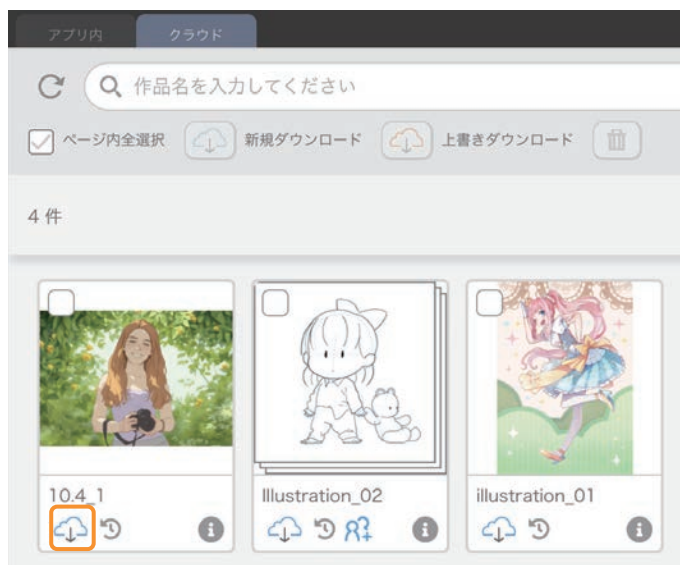 アプリ内 クラウド
作品名を入力してください
ページ内全選択 新規ダウンロード 上書きダウンロード
4 件
10.4_1 Illustration_02 illustration_01